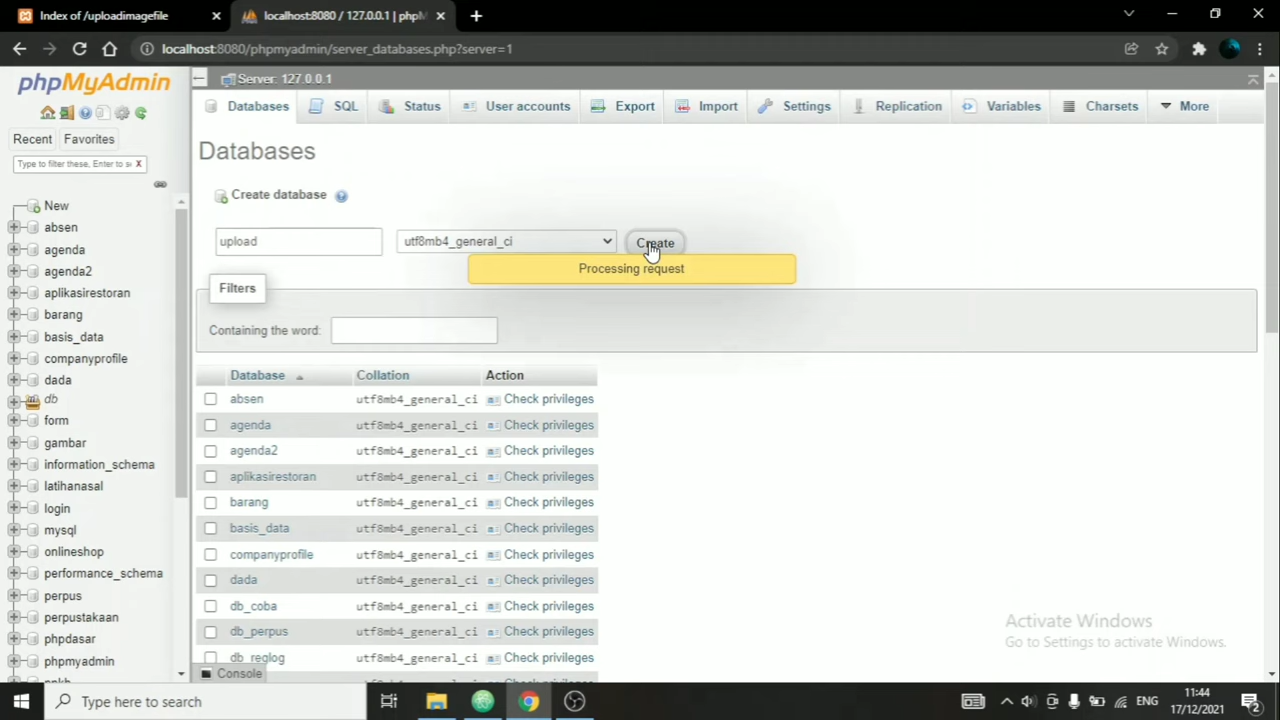 Index of /uploadimagefile
localhost:8080 / 127.0.0.1 | phpM
localhost:8080/phpmyadmin/server_databases.php?server=1
phpMyAdmin
Server: 127.0.0.1
Databases SQL Status User accounts Export Import Settings Replication Variables Charsets More
Recent Favorites
Type to filter these, Enter to s X
Databases
Create database
upload utf8mb4_general_ci Create
Processing request
Filters
Containing the word:
New
absen
agenda
agenda2
aplikasirestoran
barang
basis_data
companyprofile
dada
db
form
gambar
information_schema
latihanasal
login
mysql
onlineshop
performance_schema
perpus
perpustakaan
phpdasar
phpmyadmin
Database Collation Action
absen utf8mb4_general_ci Check privileges
agenda utf8mb4_general_ci Check privileges
agenda2 utf8mb4_general_ci Check privileges
aplikasirestoran utf8mb4_general_ci Check privileges
barang utf8mb4_general_ci Check privileges
basis_data utf8mb4_general_ci Check privileges
companyprofile utf8mb4_general_ci Check privileges
dada utf8mb4_general_ci Check privileges
db_coba utf8mb4_general_ci Check privileges
db_perpus utf8mb4_general_ci Check privileges
db_reglog utf8mb4_general_ci Check privileges
Console
Activate Windows
Go to Settings to activate Windows.
Type here to search
ENG
11:44
17/12/2021
2